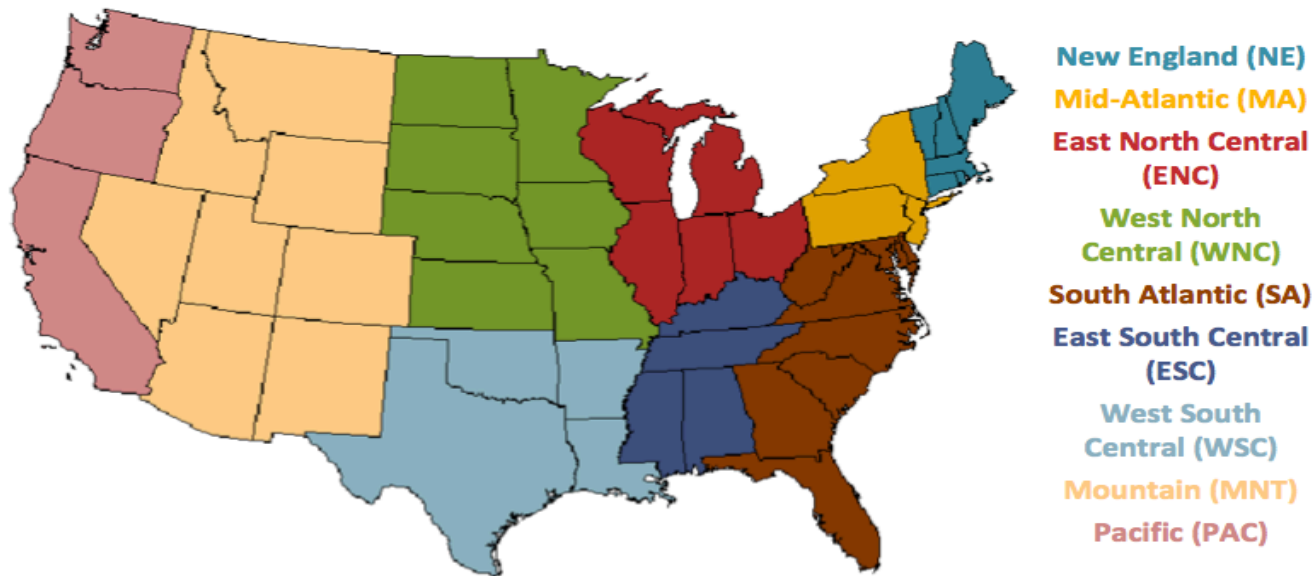 New England (NE)
Mid-Atlantic (MA)
East North Central
(ENC)
West North
Central (WNC)
South Atlantic (SA)
East South Central
(ESC)
West South
Central (WSC)
Mountain (MNT)
Pacific (PAC)